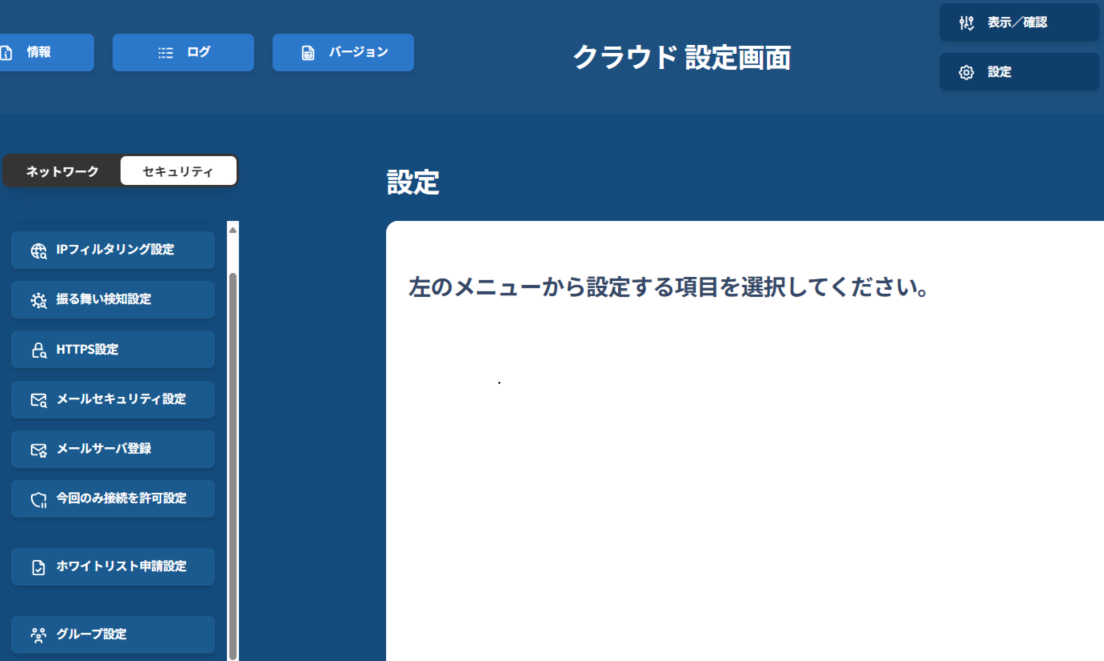 情報
ログ
バージョン
クラウド 設定画面
表示／確認
設定
ネットワーク
セキュリティ
設定
IPフィルタリング設定
振る舞い検知設定
HTTPS設定
メールセキュリティ設定
メールサーバ登録
今回のみ接続を許可設定
ホワイトリスト申請設定
グループ設定
左のメニューから設定する項目を選択してください。